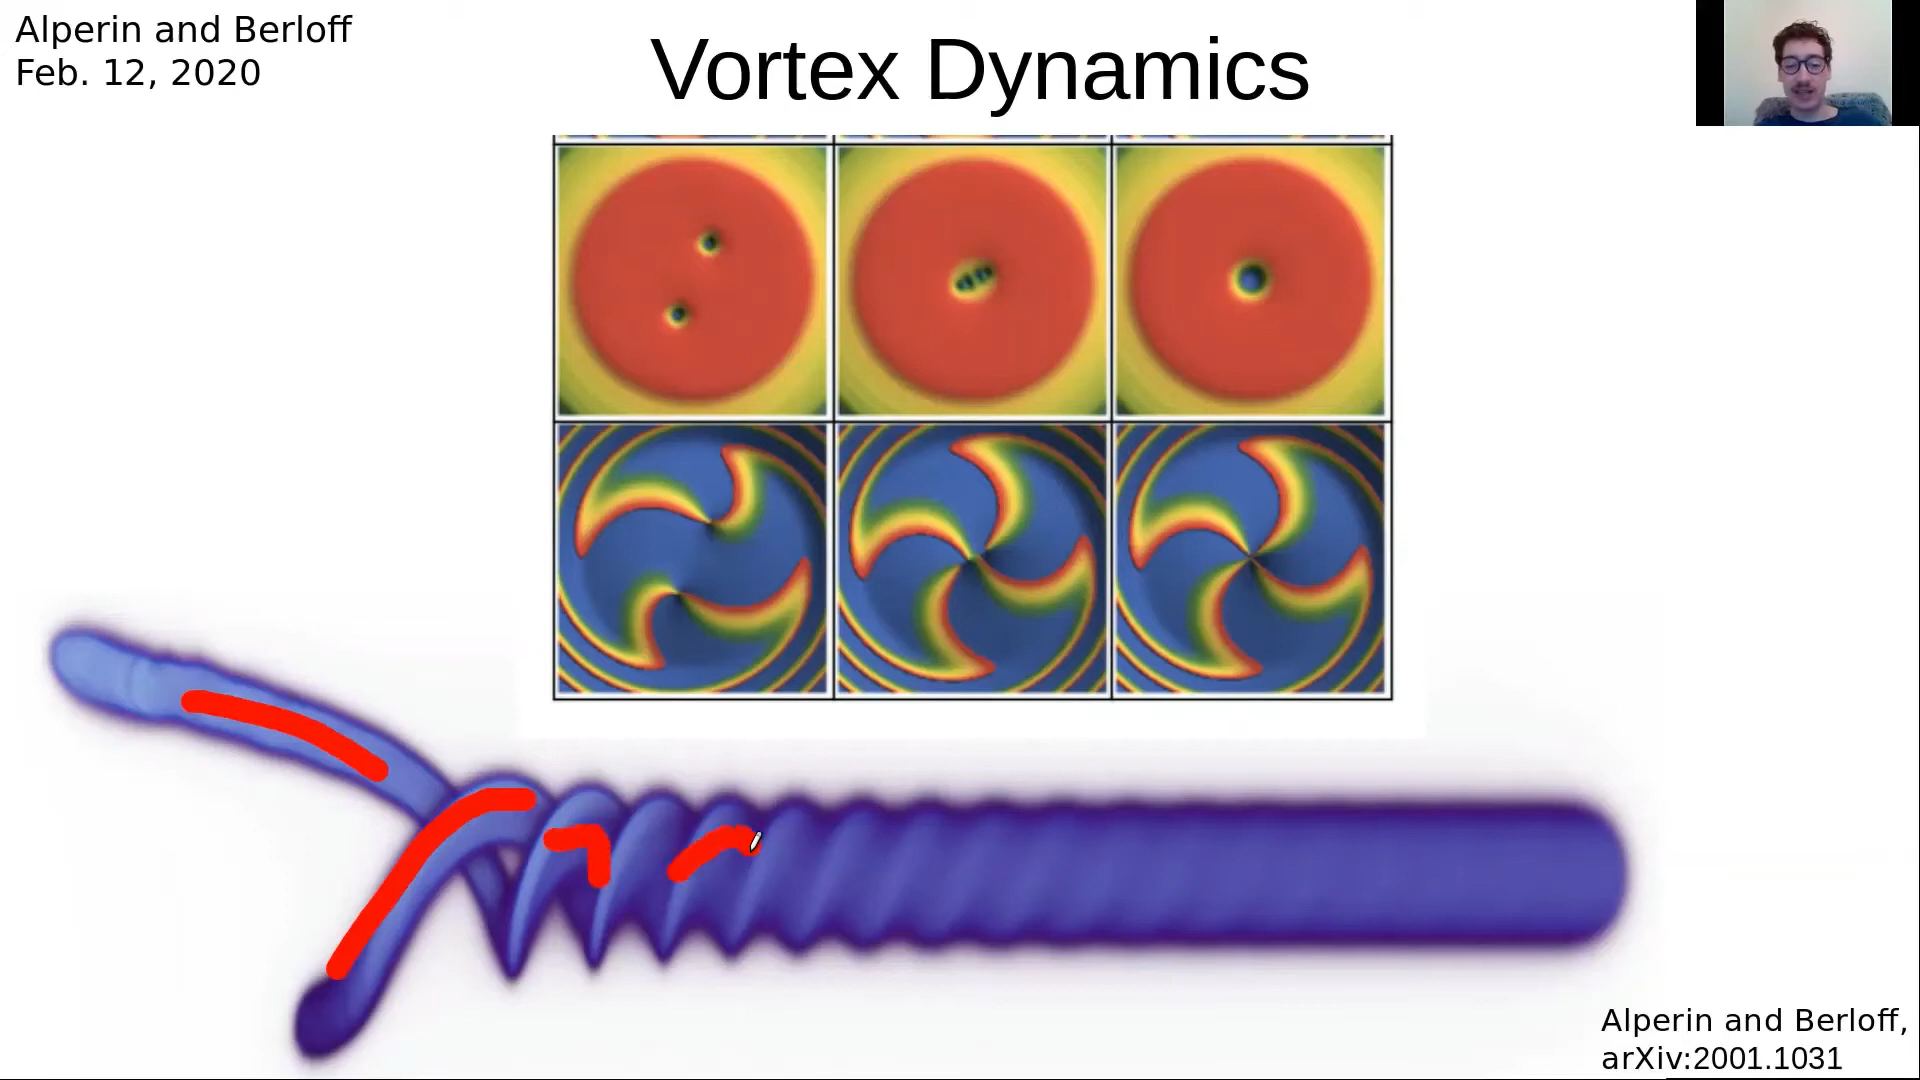 Alperin and Berloff
Feb. 12, 2020
Vortex Dynamics
Alperin and Berloff,
arXiv:2001.1031